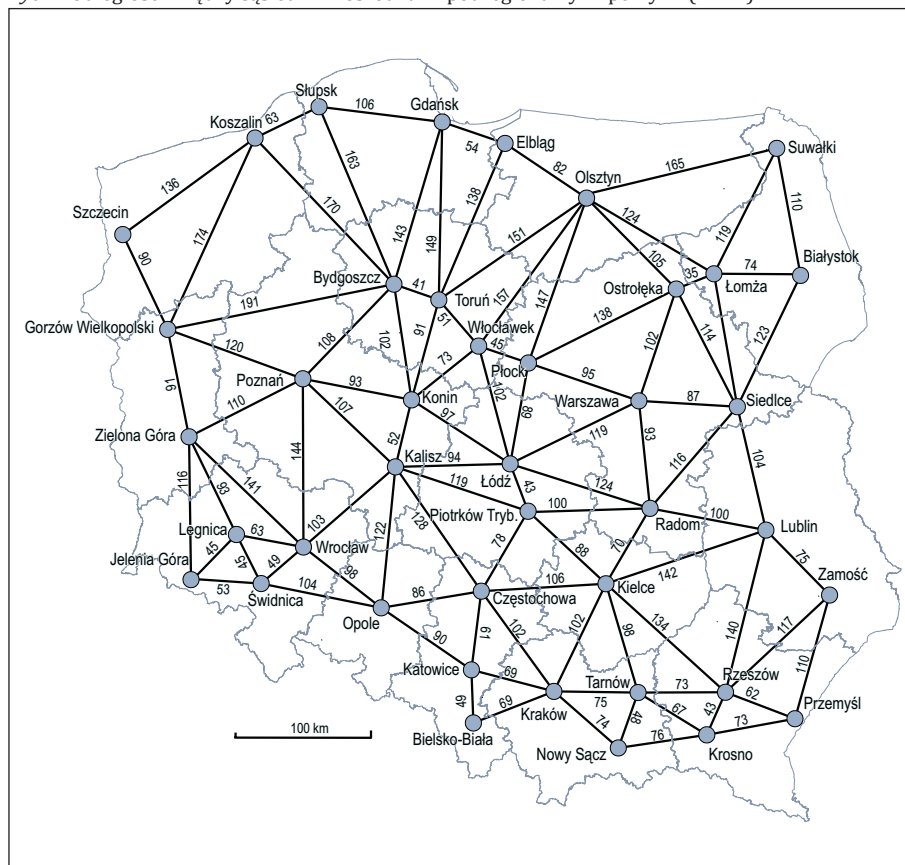 Słupsk
106
Gdańsk
Koszalin
63
54
Elbląg
Suwałki
163
82
165
Olsztyn
136
138
110
Szczecin
170
174
143
149
151
124
119
90
157
147
105
35
74
Białystok
Bydgoszcz
41
Toruń
Ostrołęka
Łomża
191
51
Włocławek
138
Gorzów Wielkopolski
108
102
91
45
102
114
123
120
73
Płock
95
91
Poznań
93
102
Warszawa
87
Siedlce
110
Konin
68
107
97
119
93
Zielona Góra
52
144
Kalisz
94
Łódź
116
104
116
93
141
119
43
124
Piotrków Tryb.
100
Radom
100
Lublin
103
122
128
Legnica
63
Wrocław
78
88
70
75
Jelenia Góra
45
45
49
98
142
Zamość
53
Świdnica
104
86
Częstochowa
106
Kielce
Opole
90
61
102
102
98
134
140
117
110
Katowice
69
Tarnów
73
Rzeszów
62
49
69
Kraków
75
67
43
Przemyśl
Bielsko-Biała
74
48
73
100 km
Nowy Sącz
76
Krosno